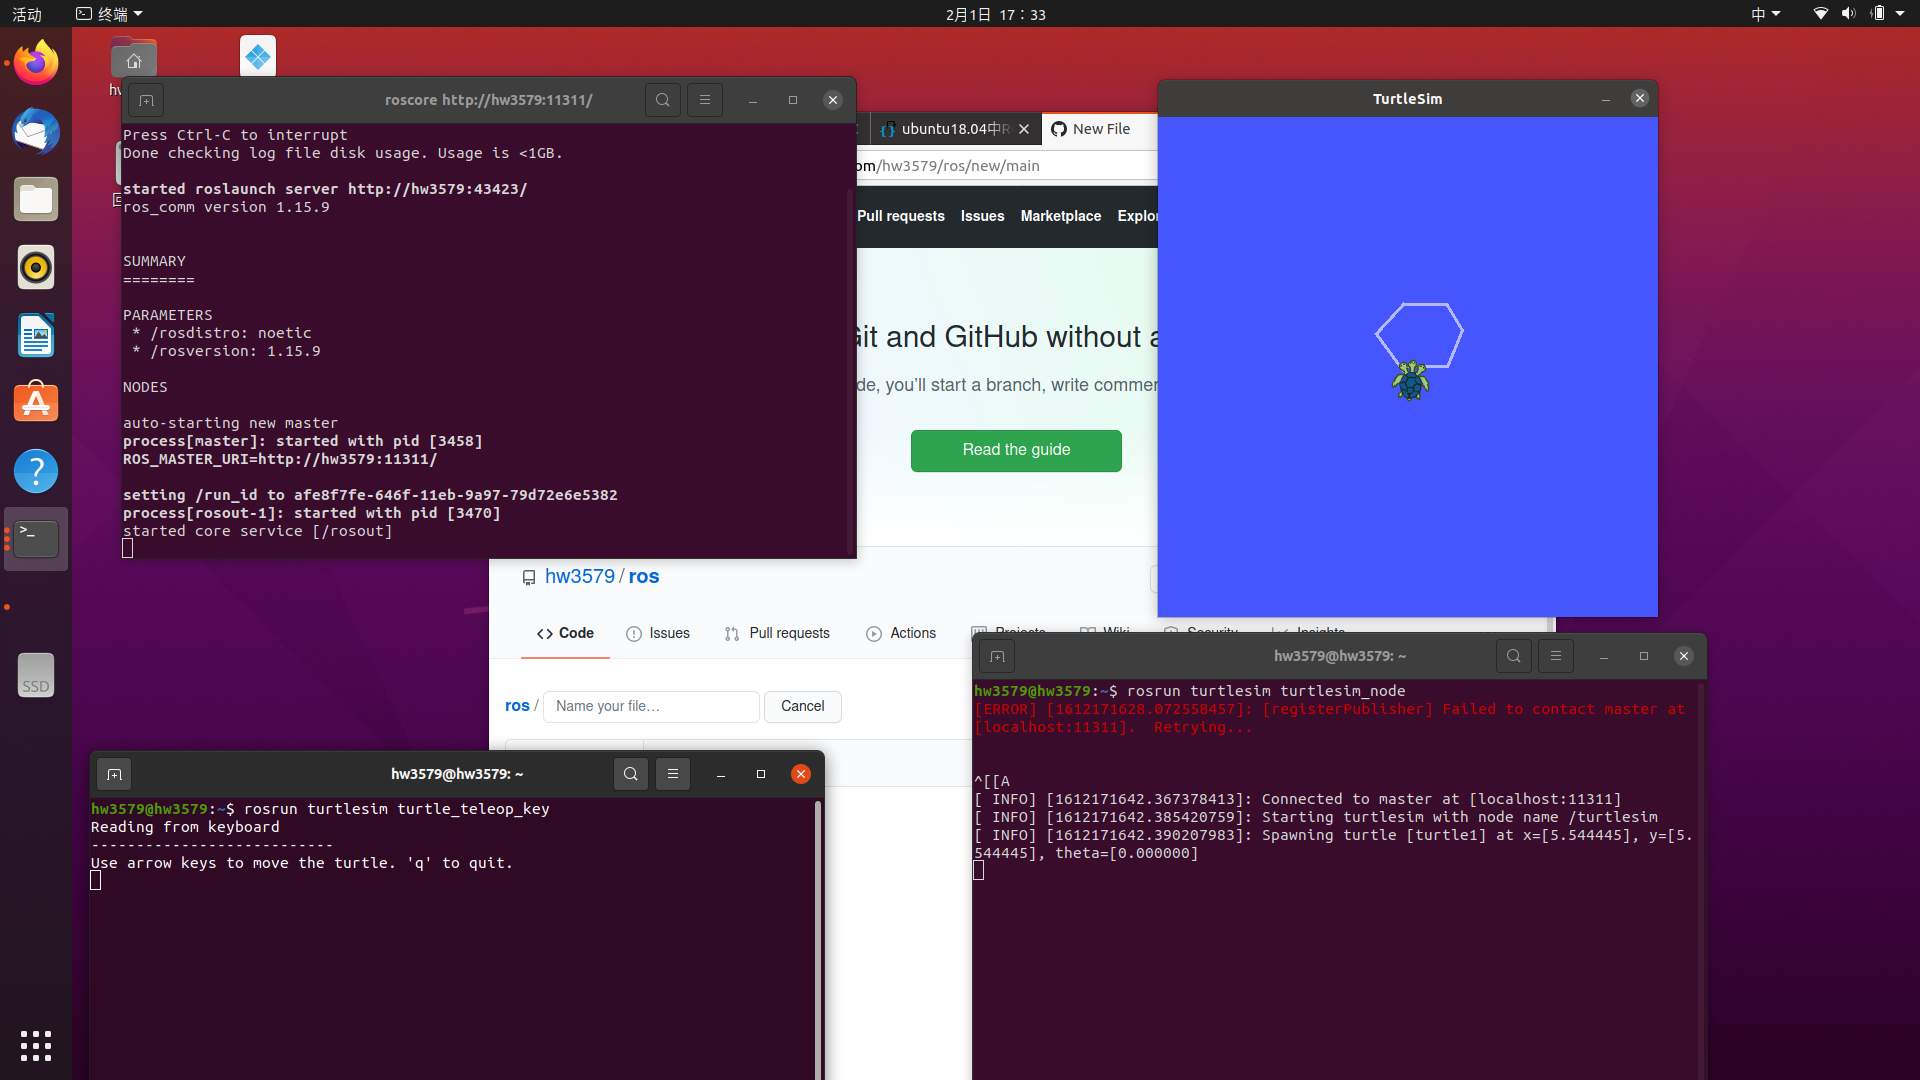 活动
终端
2月1日 17：33
中
roscore http://hw3579:11311/
Press Ctrl-C to interrupt
Done checking log file disk usage. Usage is <1GB.
started roslaunch server http://hw3579:43423/
ros_comm version 1.15.9
SUMMARY
========
PARAMETERS
 * /rosdistro: noetic
 * /rosversion: 1.15.9
NODES
auto-starting new master
process[master]: started with pid [3458]
ROS_MASTER_URI=http://hw3579:11311/
setting /run_id to afe8f7fe-646f-11eb-9a97-79d72e6e5382
process[rosout-1]: started with pid [3470]
started core service [/rosout]
ubuntu18.04中R
New File
om/hw3579/ros/new/main
Pull requests Issues Marketplace Explor
Git and GitHub without a
de, you’ll start a branch, write commen
Read the guide
hw3579 / ros
Code Issues Pull requests Actions Projects Wiki Security Insights
ros / Name your file… Cancel
TurtleSim
hw3579@hw3579: ~
hw3579@hw3579:~$ rosrun turtlesim turtlesim_node
[ERROR] [1612171628.072558457]: [registerPublisher] Failed to contact master at
[localhost:11311].  Retrying...
^[[A
[ INFO] [1612171642.367378413]: Connected to master at [localhost:11311]
[ INFO] [1612171642.385420759]: Starting turtlesim with node name /turtlesim
[ INFO] [1612171642.390207983]: Spawning turtle [turtle1] at x=[5.544445], y=[5.
544445], theta=[0.000000]
hw3579@hw3579: ~
hw3579@hw3579:~$ rosrun turtlesim turtle_teleop_key
Reading from keyboard
---------------------------
Use arrow keys to move the turtle. 'q' to quit.
SSD